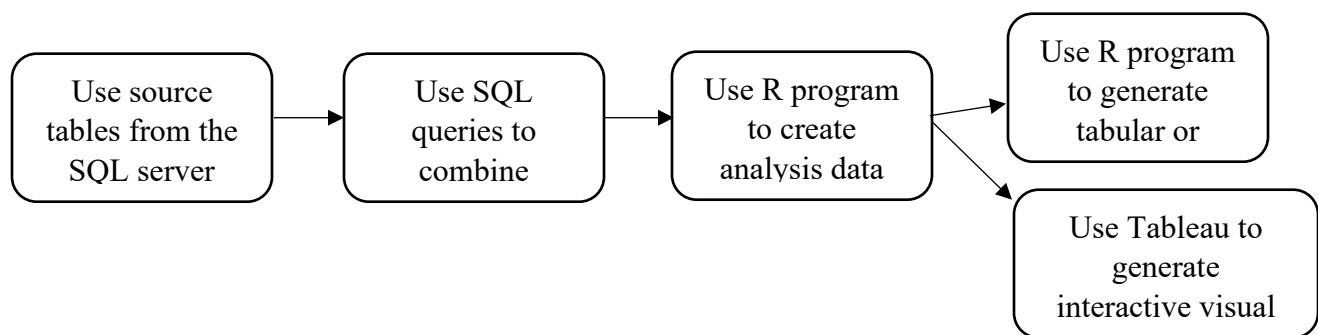 Use source
tables from the
SQL server
Use SQL
queries to
combine
Use R program
to create
analysis data
Use R program
to generate
tabular or
Use Tableau to
generate
interactive visual